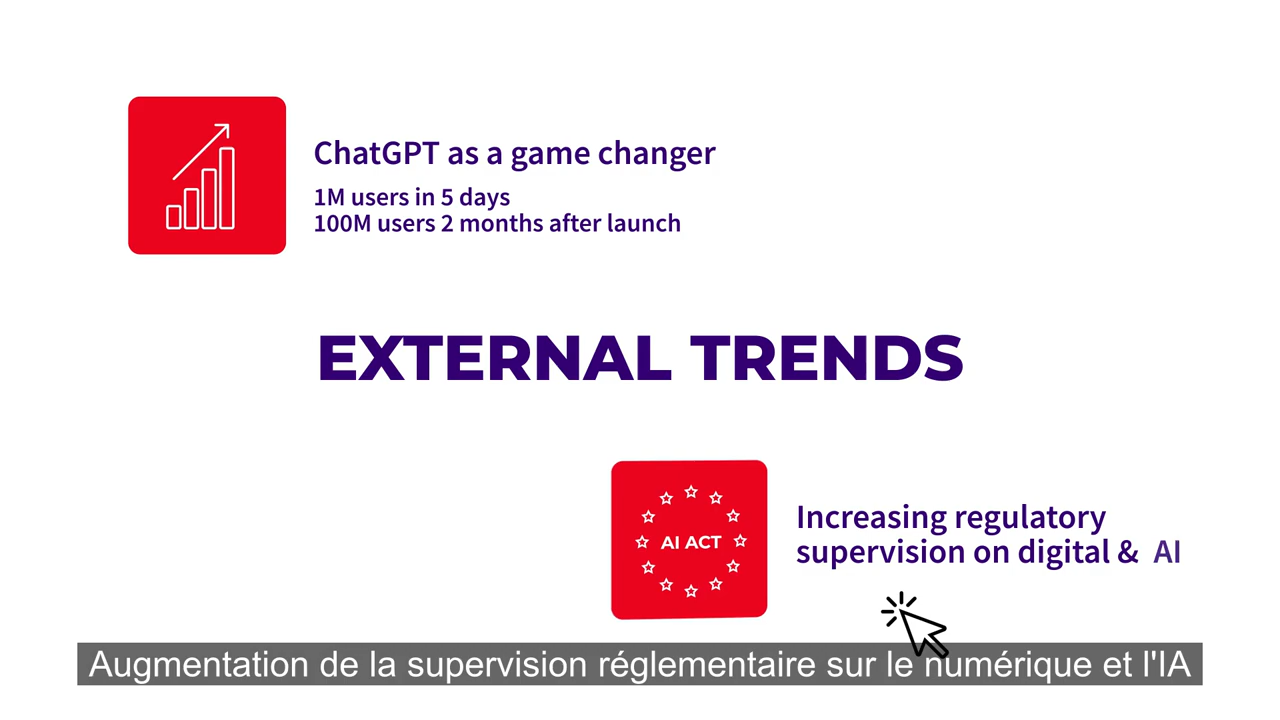 ChatGPT as a game changer
1M users in 5 days
100M users 2 months after launch
EXTERNAL TRENDS
AI ACT
Increasing regulatory
supervision on digital & AI
Augmentation de la supervision réglementaire sur le numérique et l'IA